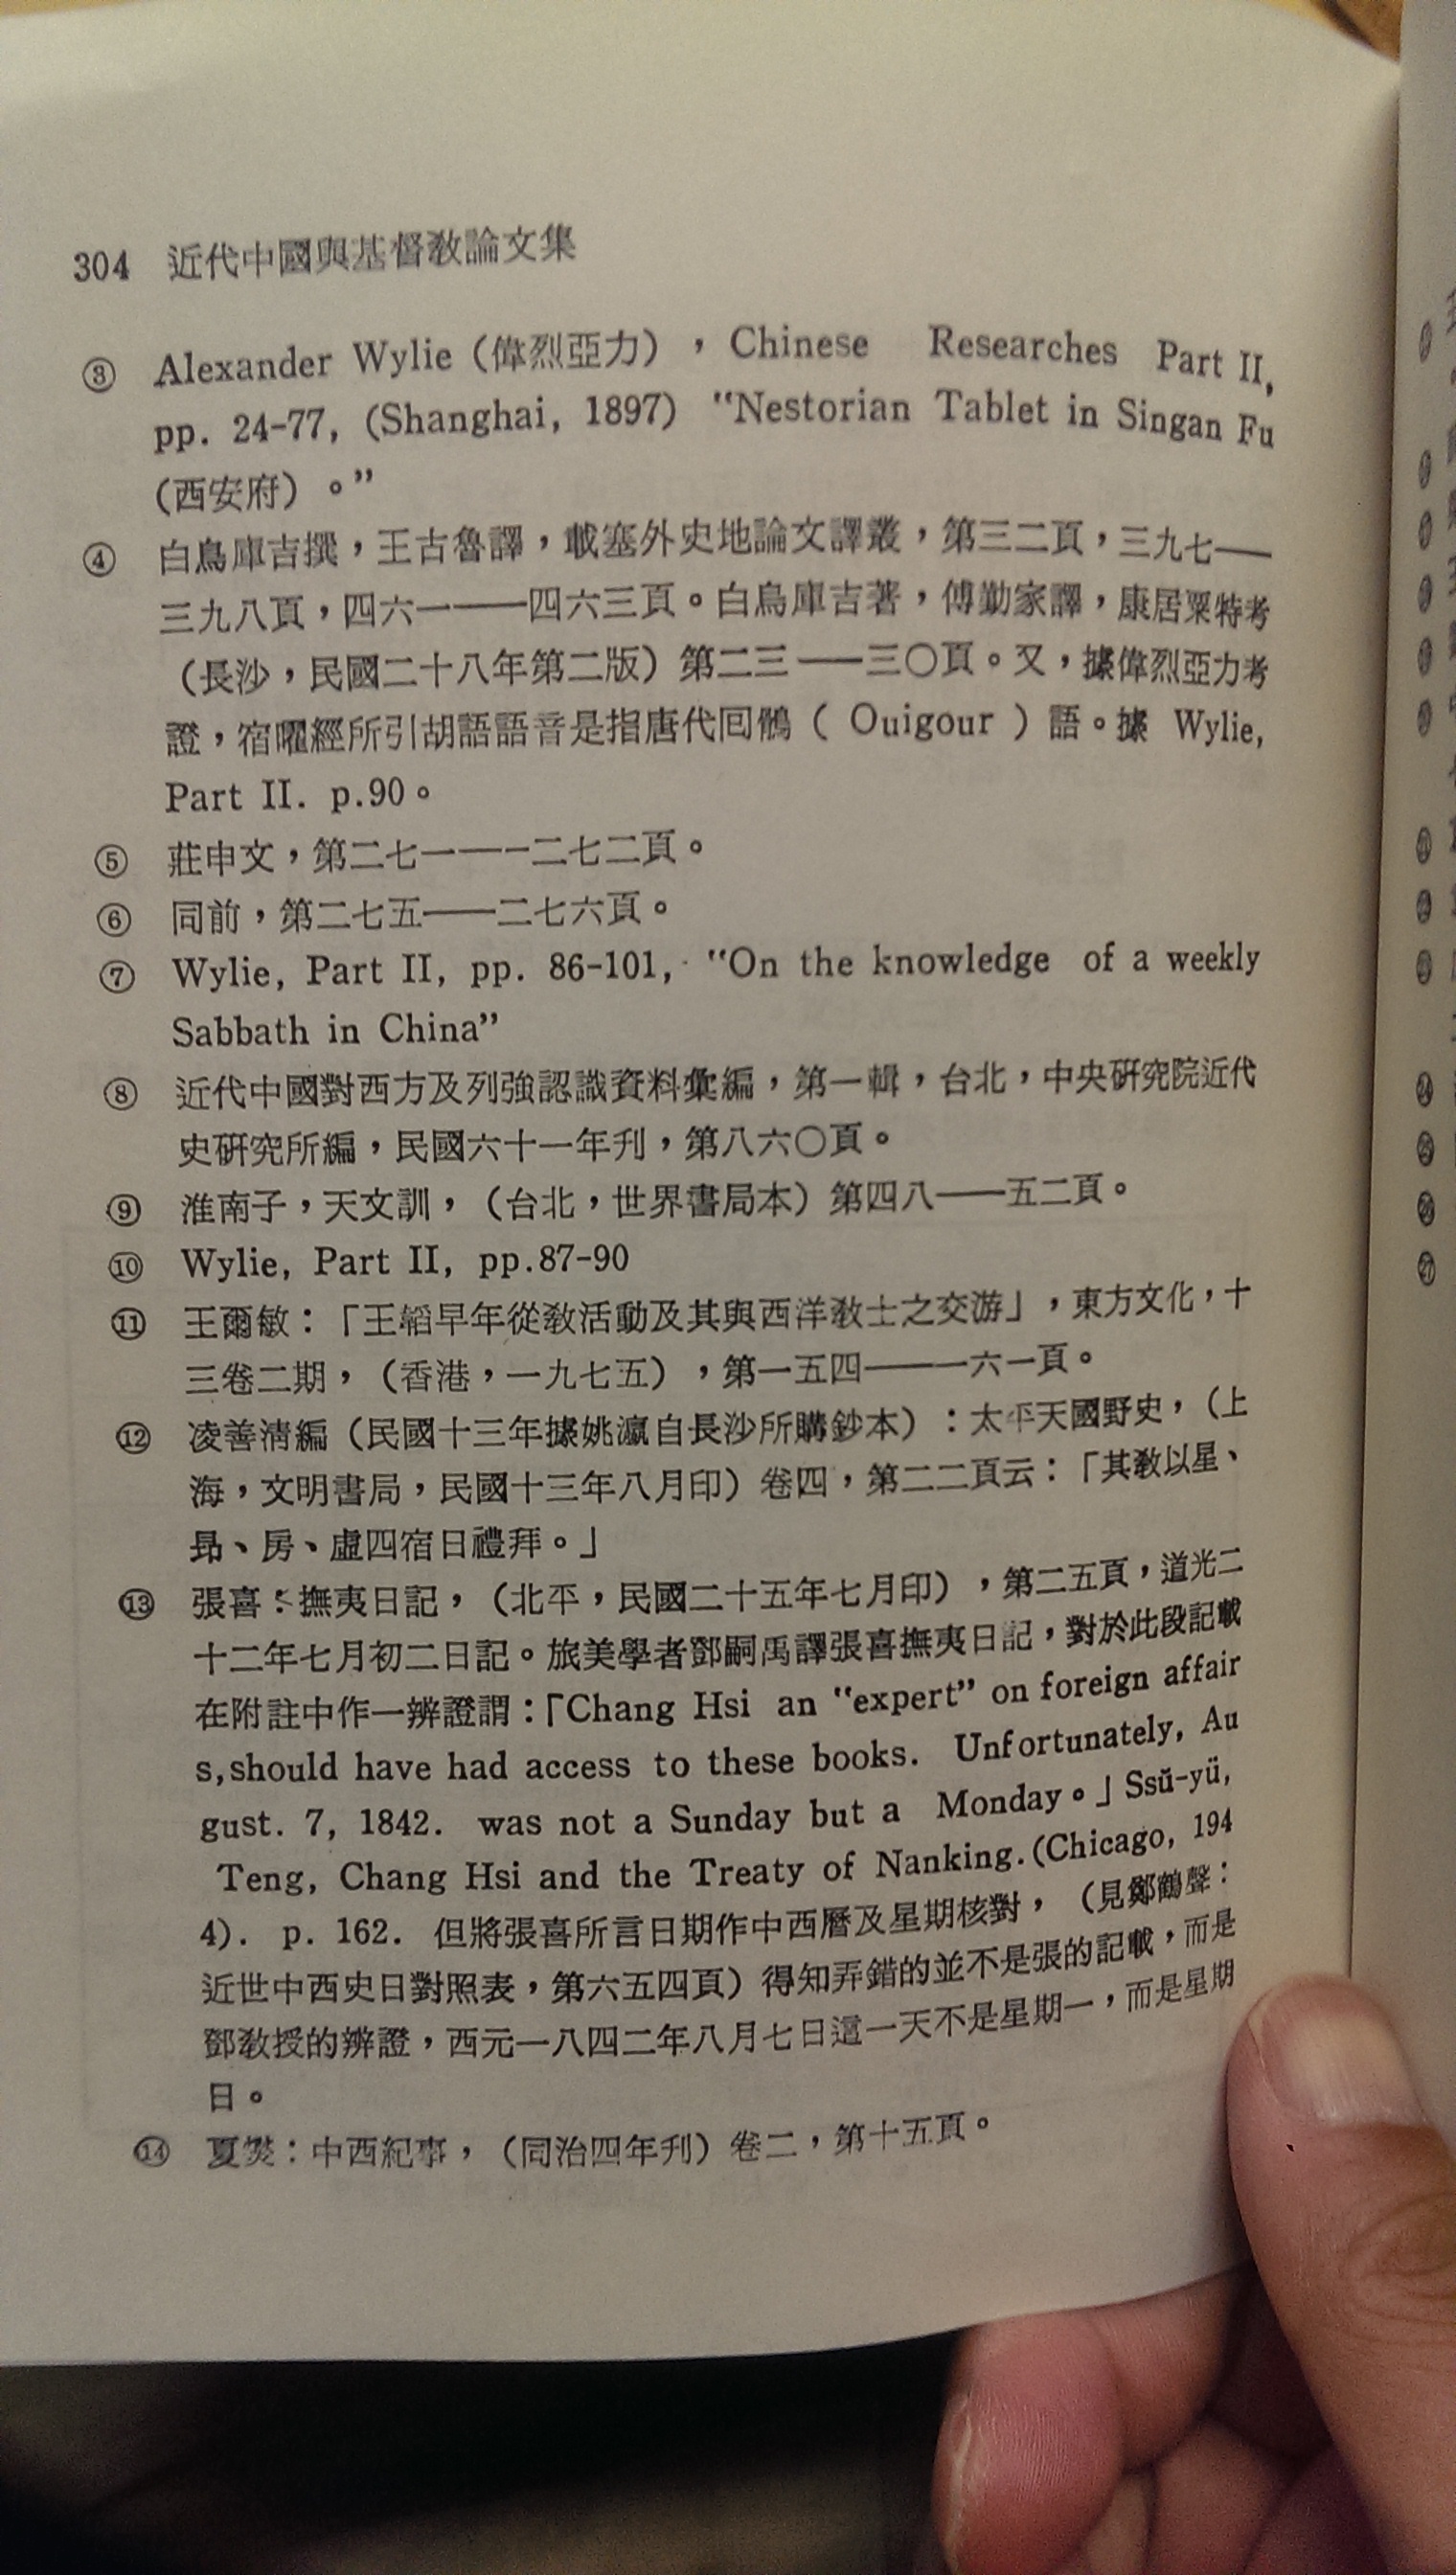 304 近代中國與基督教論文集
③ Alexander Wylie（偉烈亞力），Chinese Researches Part II,
pp. 24-77, (Shanghai, 1897) "Nestorian Tablet in Singan Fu
（西安府）。"
④ 白鳥庫吉撰，王古魯譯，載塞外史地論文譯叢，第三二頁，三九七——
三九八頁，四六一——四六三頁。白鳥庫吉著，傅勤家譯，康居粟特考
（長沙，民國二十八年第二版）第二三——三〇頁。又，據偉烈亞力考
證，宿曜經所引胡語語音是指唐代回鶻（ Ouigour ）語。據 Wylie,
Part II. p.90。
⑤ 莊申文，第二七一——二七二頁。
⑥ 同前，第二七五——二七六頁。
⑦ Wylie, Part II, pp. 86-101, "On the knowledge of a weekly
Sabbath in China"
⑧ 近代中國對西方及列強認識資料彙編，第一輯，台北，中央研究院近代
史研究所編，民國六十一年刊，第八六〇頁。
⑨ 淮南子，天文訓，（台北，世界書局本）第四八——五二頁。
⑩ Wylie, Part II, pp.87-90
⑪ 王爾敏：「王韜早年從教活動及其與西洋教士之交游」，東方文化，十
三卷二期，（香港，一九七五），第一五四——一六一頁。
⑫ 凌善清編（民國十三年據姚瀛自長沙所購鈔本）：太平天國野史，（上
海，文明書局，民國十三年八月印）卷四，第二二頁云：「其教以星、
昴、房、虛四宿日禮拜。」
⑬ 張喜：撫夷日記，（北平，民國二十五年七月印），第二五頁，道光二
十二年七月初二日記。旅美學者鄧嗣禹譯張喜撫夷日記，對於此段記載
在附註中作一辨證謂：「Chang Hsi an "expert" on foreign affair
s,should have had access to these books. Unfortunately, Au
gust. 7, 1842. was not a Sunday but a Monday。」Ssŭ-yü,
Teng, Chang Hsi and the Treaty of Nanking.(Chicago, 194
4). p. 162. 但將張喜所言日期作中西曆及星期核對，（見鄭鶴聲：
近世中西史日對照表，第六五四頁）得知弄錯的並不是張的記載，而是
鄧教授的辨證，西元一八四二年八月七日這一天不是星期一，而是星期
日。
⑭ 夏燮：中西紀事，（同治四年刊）卷二，第十五頁。